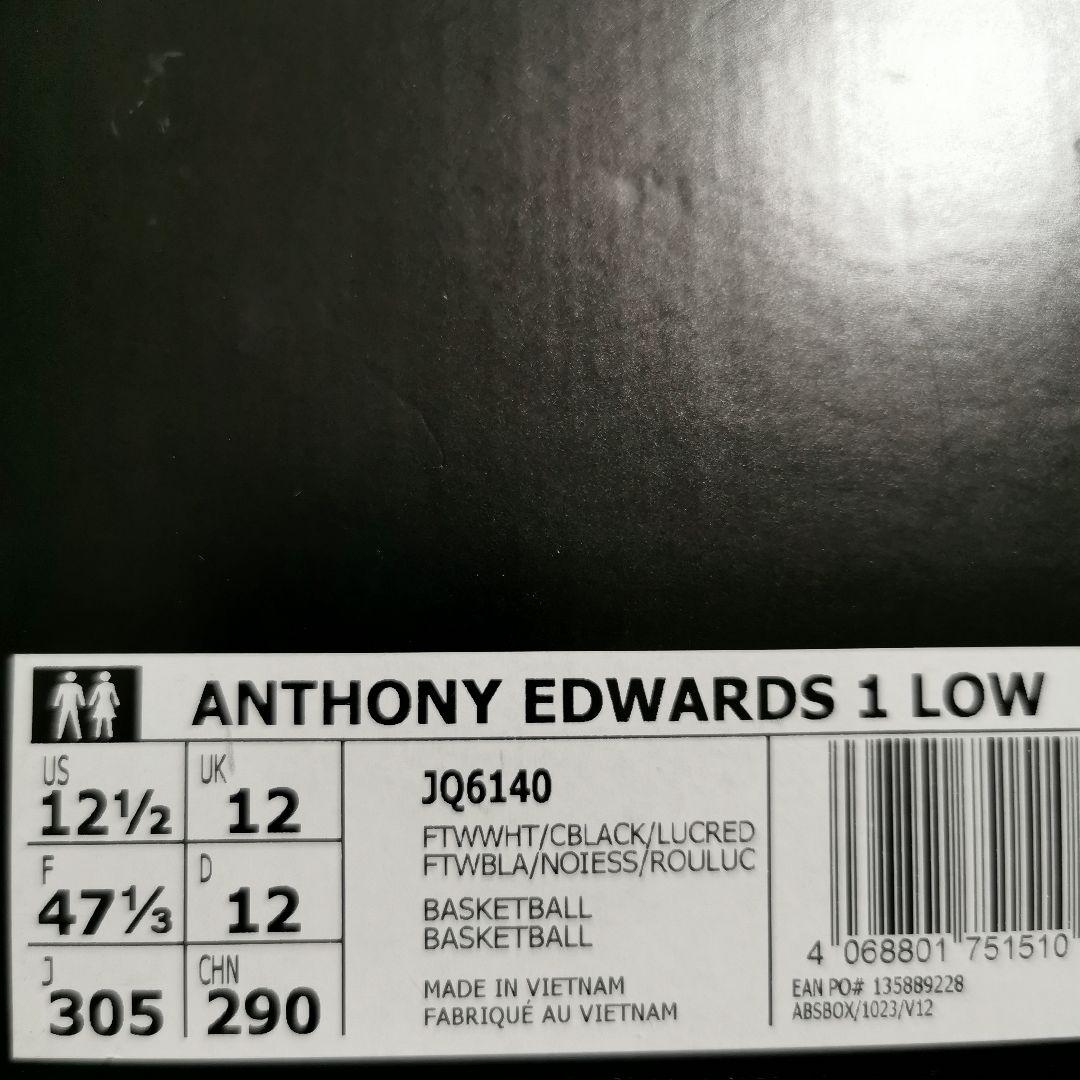 ANTHONY EDWARDS 1 LOW
US
12½
UK
12
F
47⅓
D
12
J
305
CHN
290
JQ6140
FTWWHT/CBLACK/LUCRED
FTWBLA/NOIESS/ROULUC
BASKETBALL
BASKETBALL
MADE IN VIETNAM
FABRIQUÉ AU VIETNAM
4 068801 751510
EAN PO# 135889228
ABSBOX/1023/V12